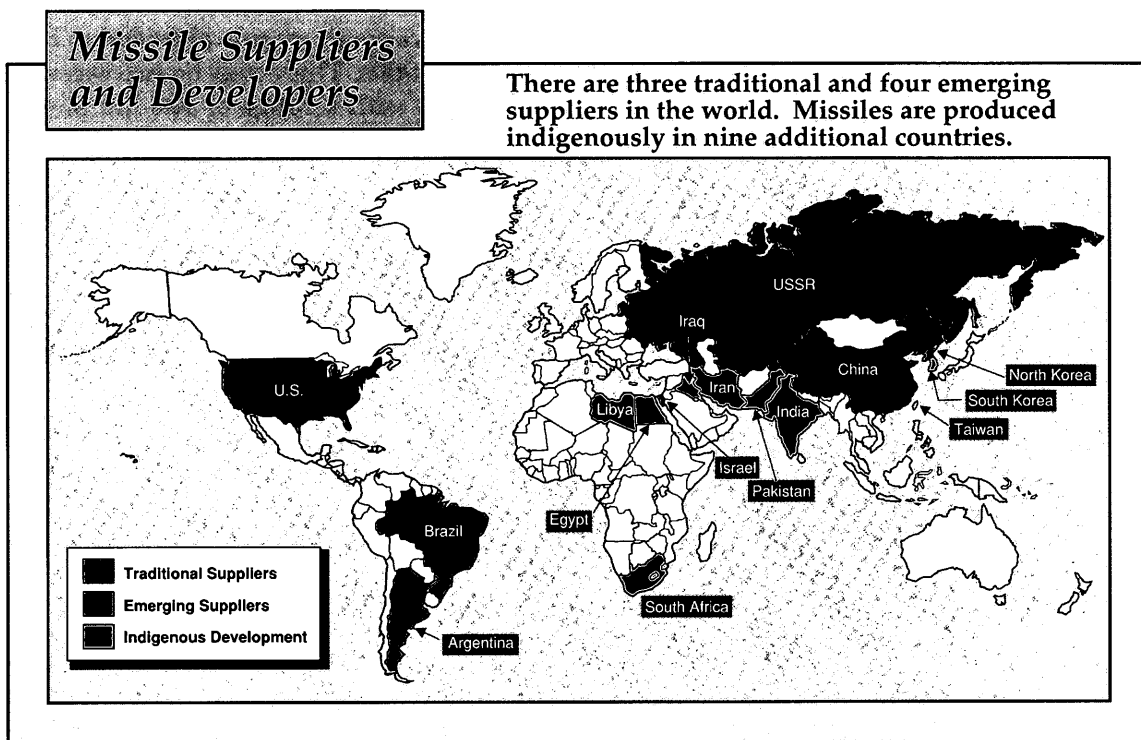 Missile Suppliers
and Developers
There are three traditional and four emerging
suppliers in the world. Missiles are produced
indigenously in nine additional countries.
USSR
Iraq
China
North Korea
U.S.
Iran
South Korea
Libya
India
Taiwan
Israel
Pakistan
Egypt
Brazil
Traditional Suppliers
Emerging Suppliers
South Africa
Indigenous Development
Argentina